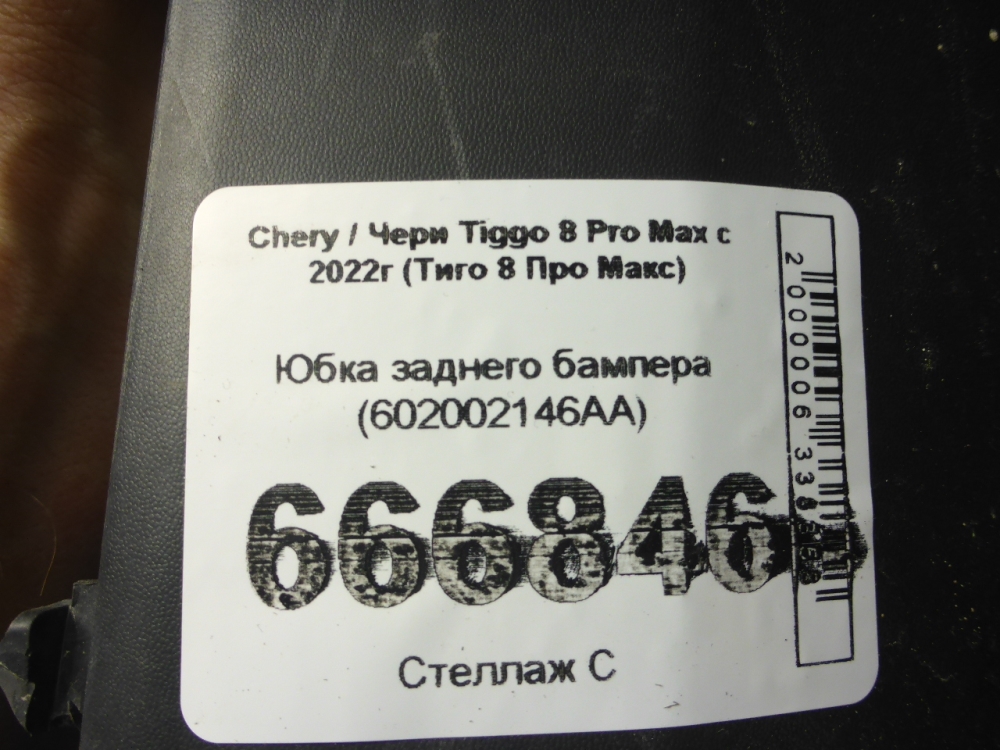 Chery / Чери Tiggo 8 Pro Max с
2022г (Тиго 8 Про Макс)
Юбка заднего бампера
(602002146AA)
666846
Стеллаж С